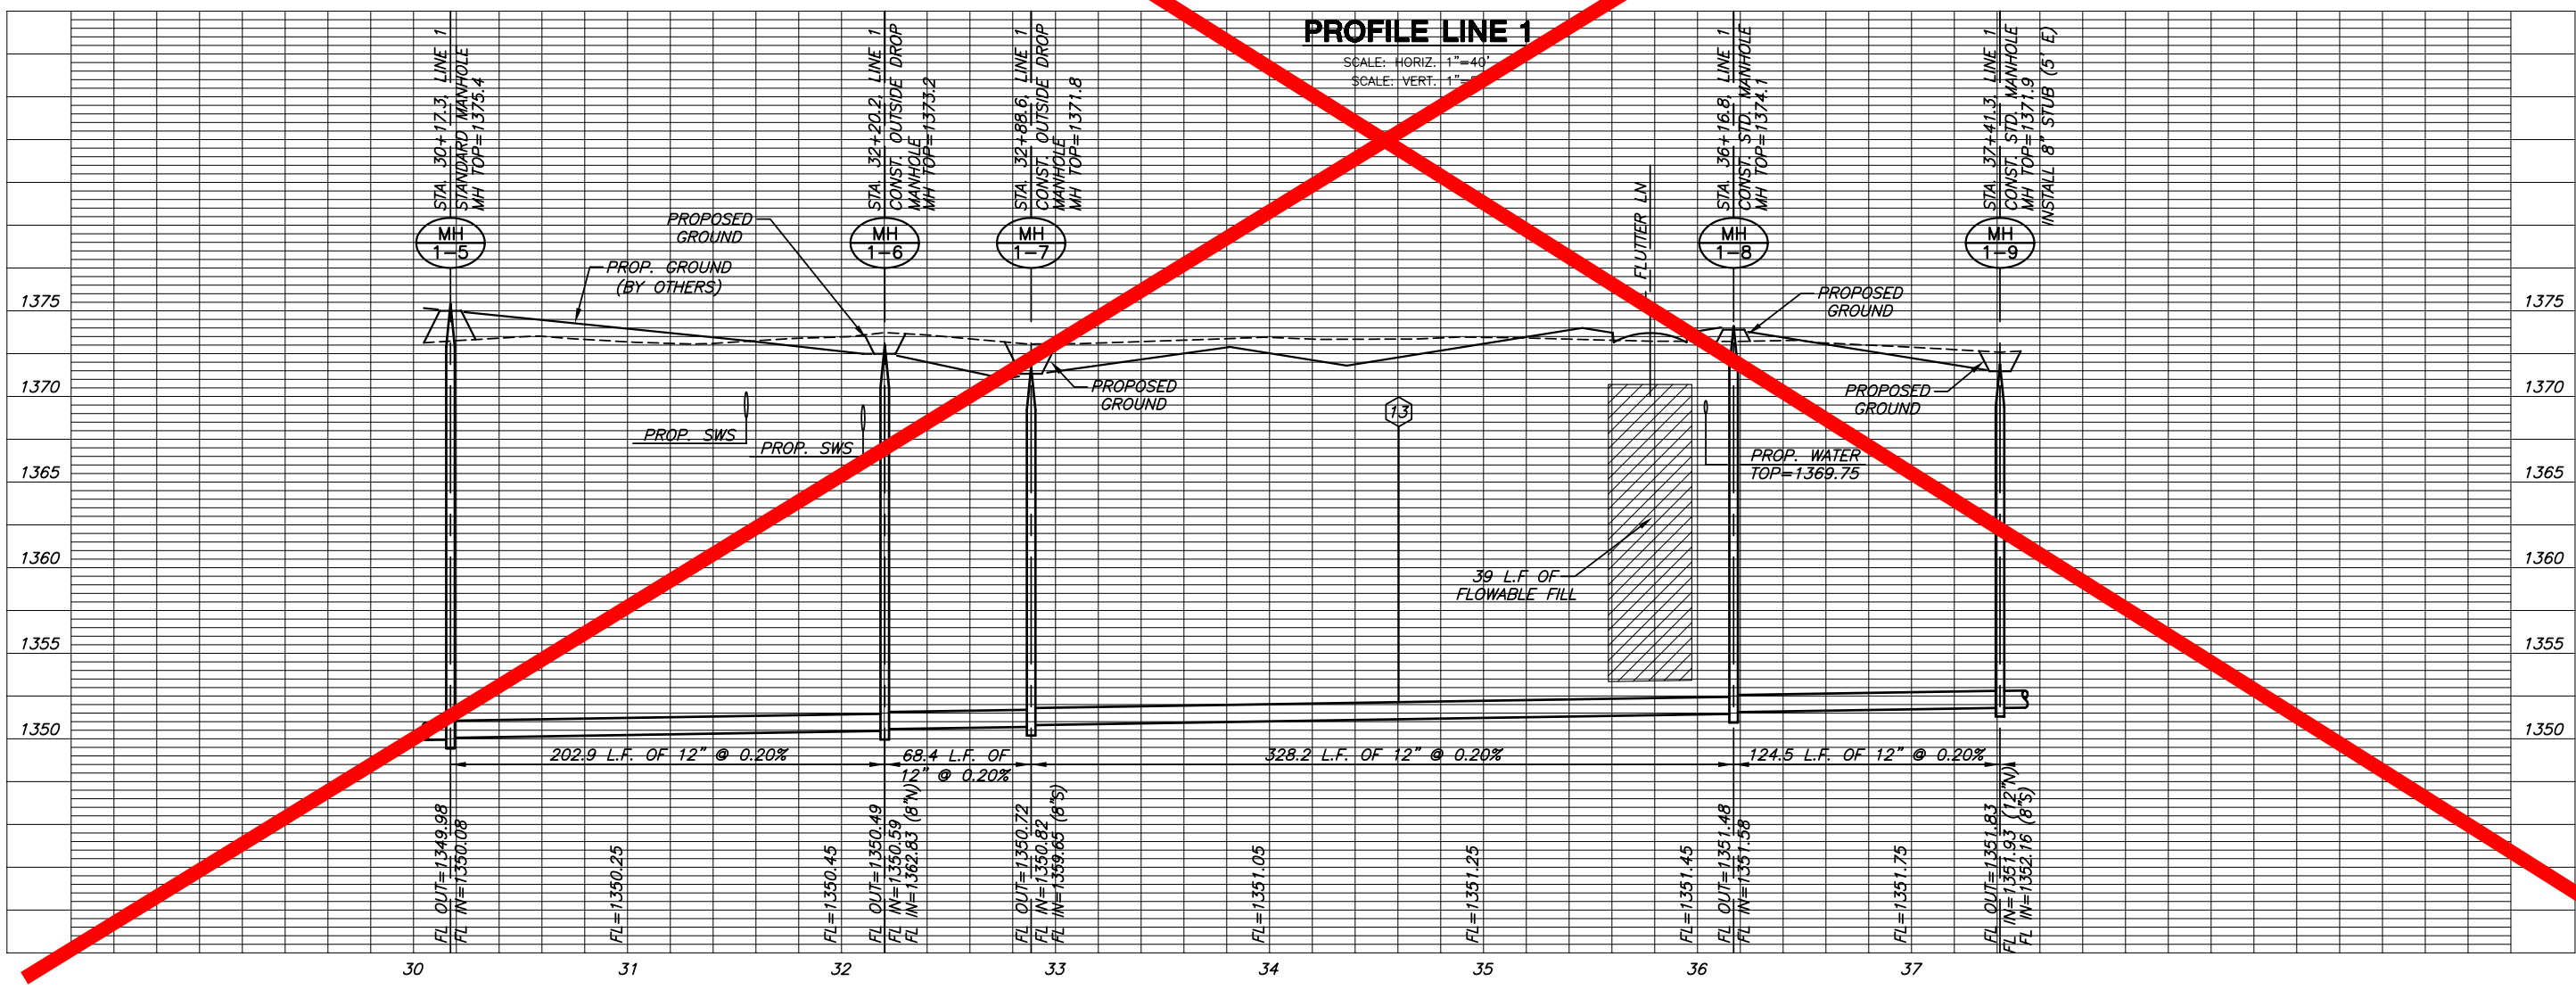 PROFILE LINE 1
SCALE: HORIZ. 1"=40'
SCALE: VERT. 1"=
STA. 30+17.3, LINE 1
STANDARD MANHOLE
MH TOP=1375.4
MH
1-5
STA. 32+20.2, LINE 1
CONST. OUTSIDE DROP
MANHOLE
MH TOP=1373.2
MH
1-6
STA. 32+88.6, LINE 1
CONST. OUTSIDE DROP
MANHOLE
MH TOP=1371.8
MH
1-7
STA. 36+16.8, LINE 1
CONST. STD. MANHOLE
MH TOP=1374.1
MH
1-8
STA. 37+41.3, LINE 1
CONST. STD. MANHOLE
MH TOP=1371.9
INSTALL 8" STUB (5' E)
MH
1-9
FLUTTER LN
PROPOSED
GROUND
PROP. GROUND
(BY OTHERS)
PROPOSED
GROUND
PROPOSED
GROUND
PROPOSED
GROUND
PROP. SWS
PROP. SWS
13
PROP. WATER
TOP=1369.75
39 L.F OF
FLOWABLE FILL
1375
1375
1370
1370
1365
1365
1360
1360
1355
1355
1350
1350
202.9 L.F. OF 12" @ 0.20%
68.4 L.F. OF
12" @ 0.20%
328.2 L.F. OF 12" @ 0.20%
124.5 L.F. OF 12" @ 0.20%
FL OUT=1349.98
FL IN=1350.08
FL=1350.25
FL=1350.45
FL OUT=1350.49
FL IN=1350.59
FL IN=1362.83 (8"N)
FL OUT=1350.72
FL IN=1350.82
FL IN=1359.65 (8"S)
FL=1351.05
FL=1351.25
FL=1351.45
FL OUT=1351.48
FL IN=1351.58
FL=1351.75
FL OUT=1351.83
FL IN=1351.93 (12"N)
FL IN=1352.16 (8"S)
30
31
32
33
34
35
36
37